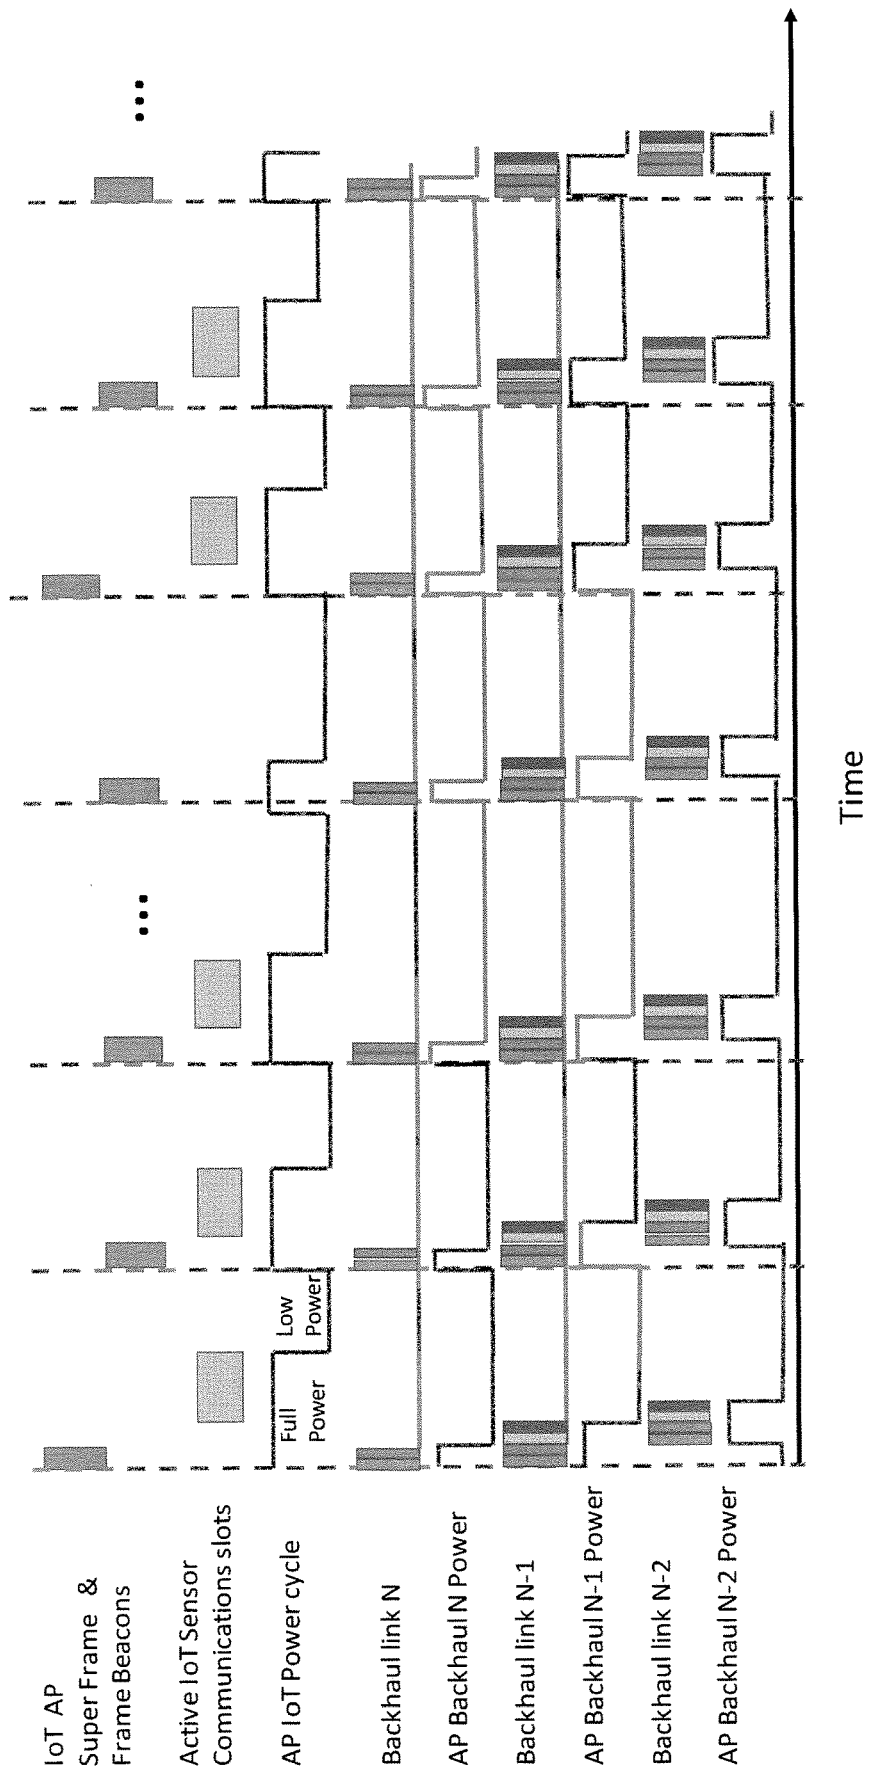 IoT AP
Super Frame &
Frame Beacons
Active IoT Sensor
Communications slots
AP IoT Power cycle
Full
Power
Low
Power
Backhaul link N
AP Backhaul N Power
Backhaul link N-1
AP Backhaul N-1 Power
Backhaul link N-2
AP Backhaul N-2 Power
Time